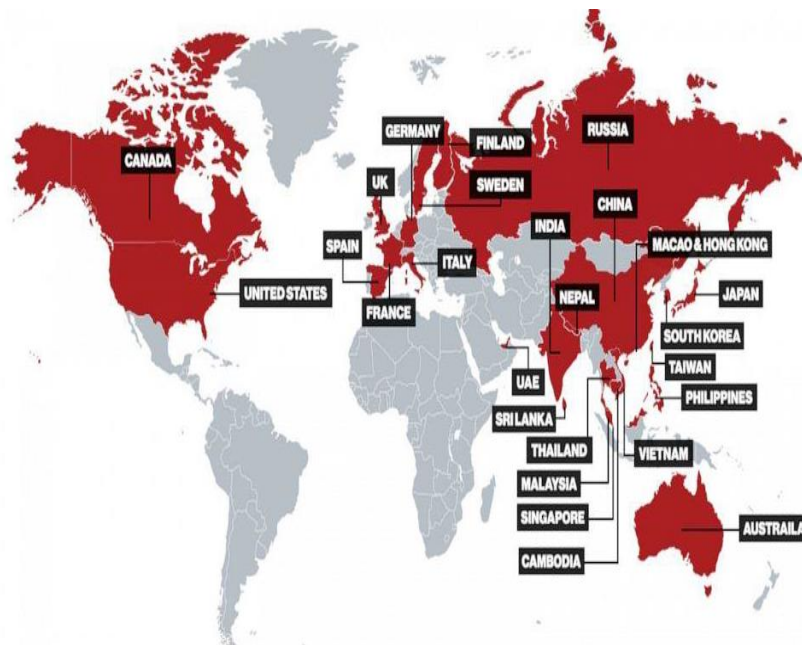 GERMANY
FINLAND
RUSSIA
CANADA
UK
SWEDEN
CHINA
INDIA
MACAO & HONG KONG
SPAIN
ITALY
UNITED STATES
NEPAL
JAPAN
FRANCE
SOUTH KOREA
TAIWAN
UAE
PHILIPPINES
SRI LANKA
THAILAND
VIETNAM
MALAYSIA
SINGAPORE
AUSTRAILA
CAMBODIA